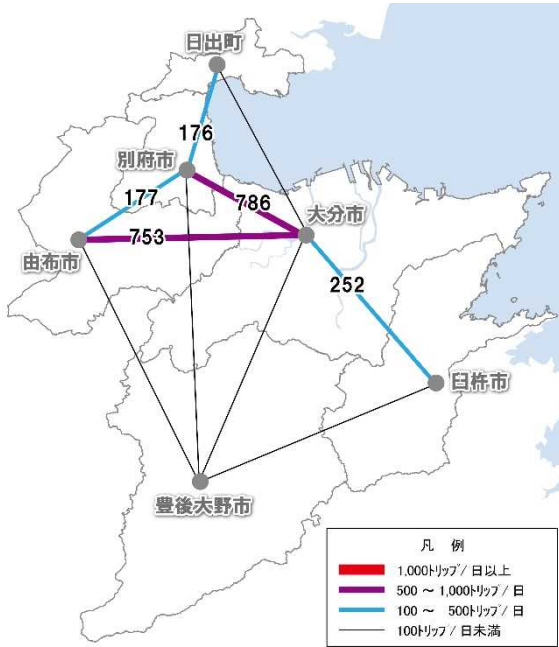 日出町
176
別府市
177
786
大分市
753
由布市
252
臼杵市
豊後大野市
凡 例
1,000トリップ/ 日以上
500 ～ 1,000トリップ/ 日
100 ～ 500トリップ/ 日
100トリップ/ 日未満